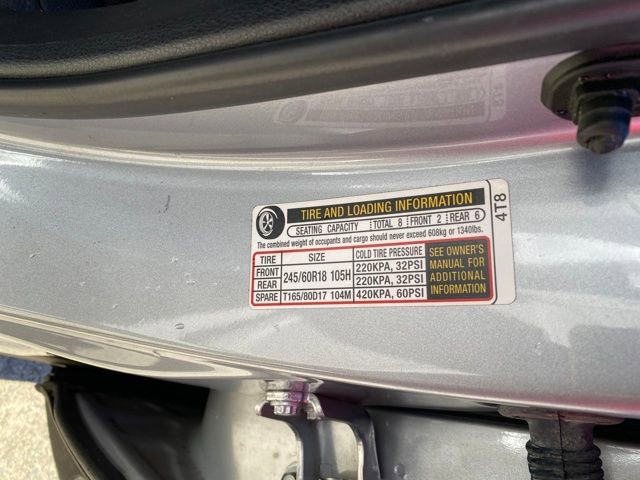 TIRE AND LOADING INFORMATION
SEATING CAPACITY TOTAL 8 FRONT 2 REAR 6
The combined weight of occupants and cargo should never exceed 608kg or 1340lbs.
TIRE SIZE COLD TIRE PRESSURE
FRONT 245/60R18 105H 220KPA, 32PSI
REAR 220KPA, 32PSI
SPARE T165/80D17 104M 420KPA, 60PSI
SEE OWNER'S
MANUAL FOR
ADDITIONAL
INFORMATION
4T8